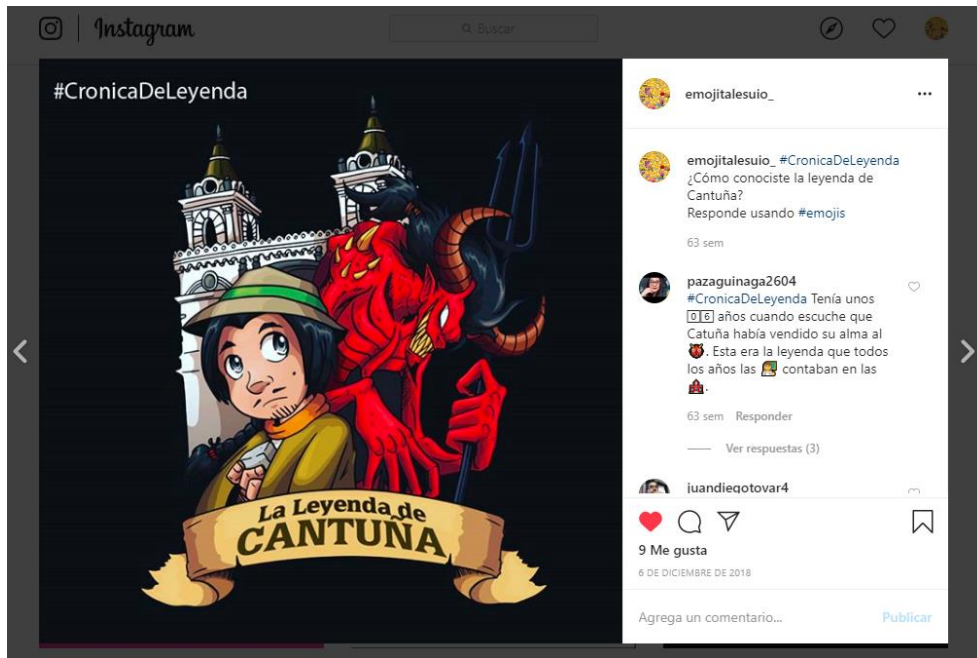 Instagram
Buscar
#CronicaDeLeyenda
La Leyenda de
CANTUÑA
emojitalesuio_
emojitalesuio_ #CronicaDeLeyenda
¿Cómo conociste la leyenda de
Cantuña?
Responde usando #emojis
63 sem
pazaguinaga2604
#CronicaDeLeyenda Tenía unos
0 6 años cuando escuche que
Catuña había vendido su alma al
👹. Esta era la leyenda que todos
los años las 👩‍🏫 contaban en las
🏫.
63 sem Responder
Ver respuestas (3)
juandiegotovar4
9 Me gusta
6 DE DICIEMBRE DE 2018
Agrega un comentario... Publicar